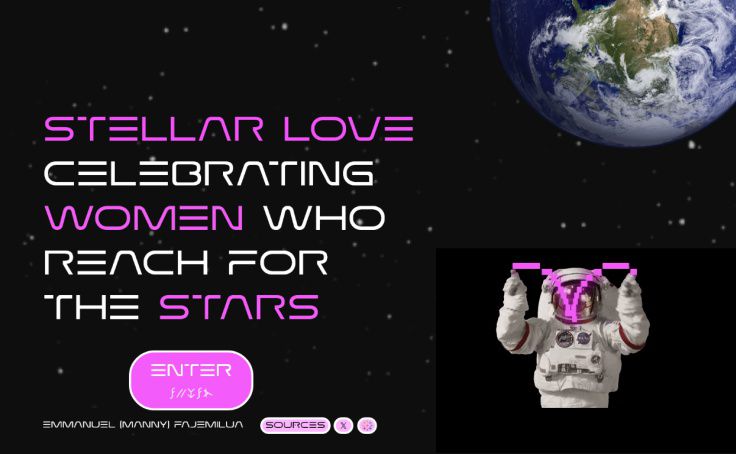 STELLAR LOVE
CELEBRATING
WOMEN WHO
REACH FOR
THE STARS
ENTER
EMMANUEL (MANNY) FAJEMILUA
SOURCES
X